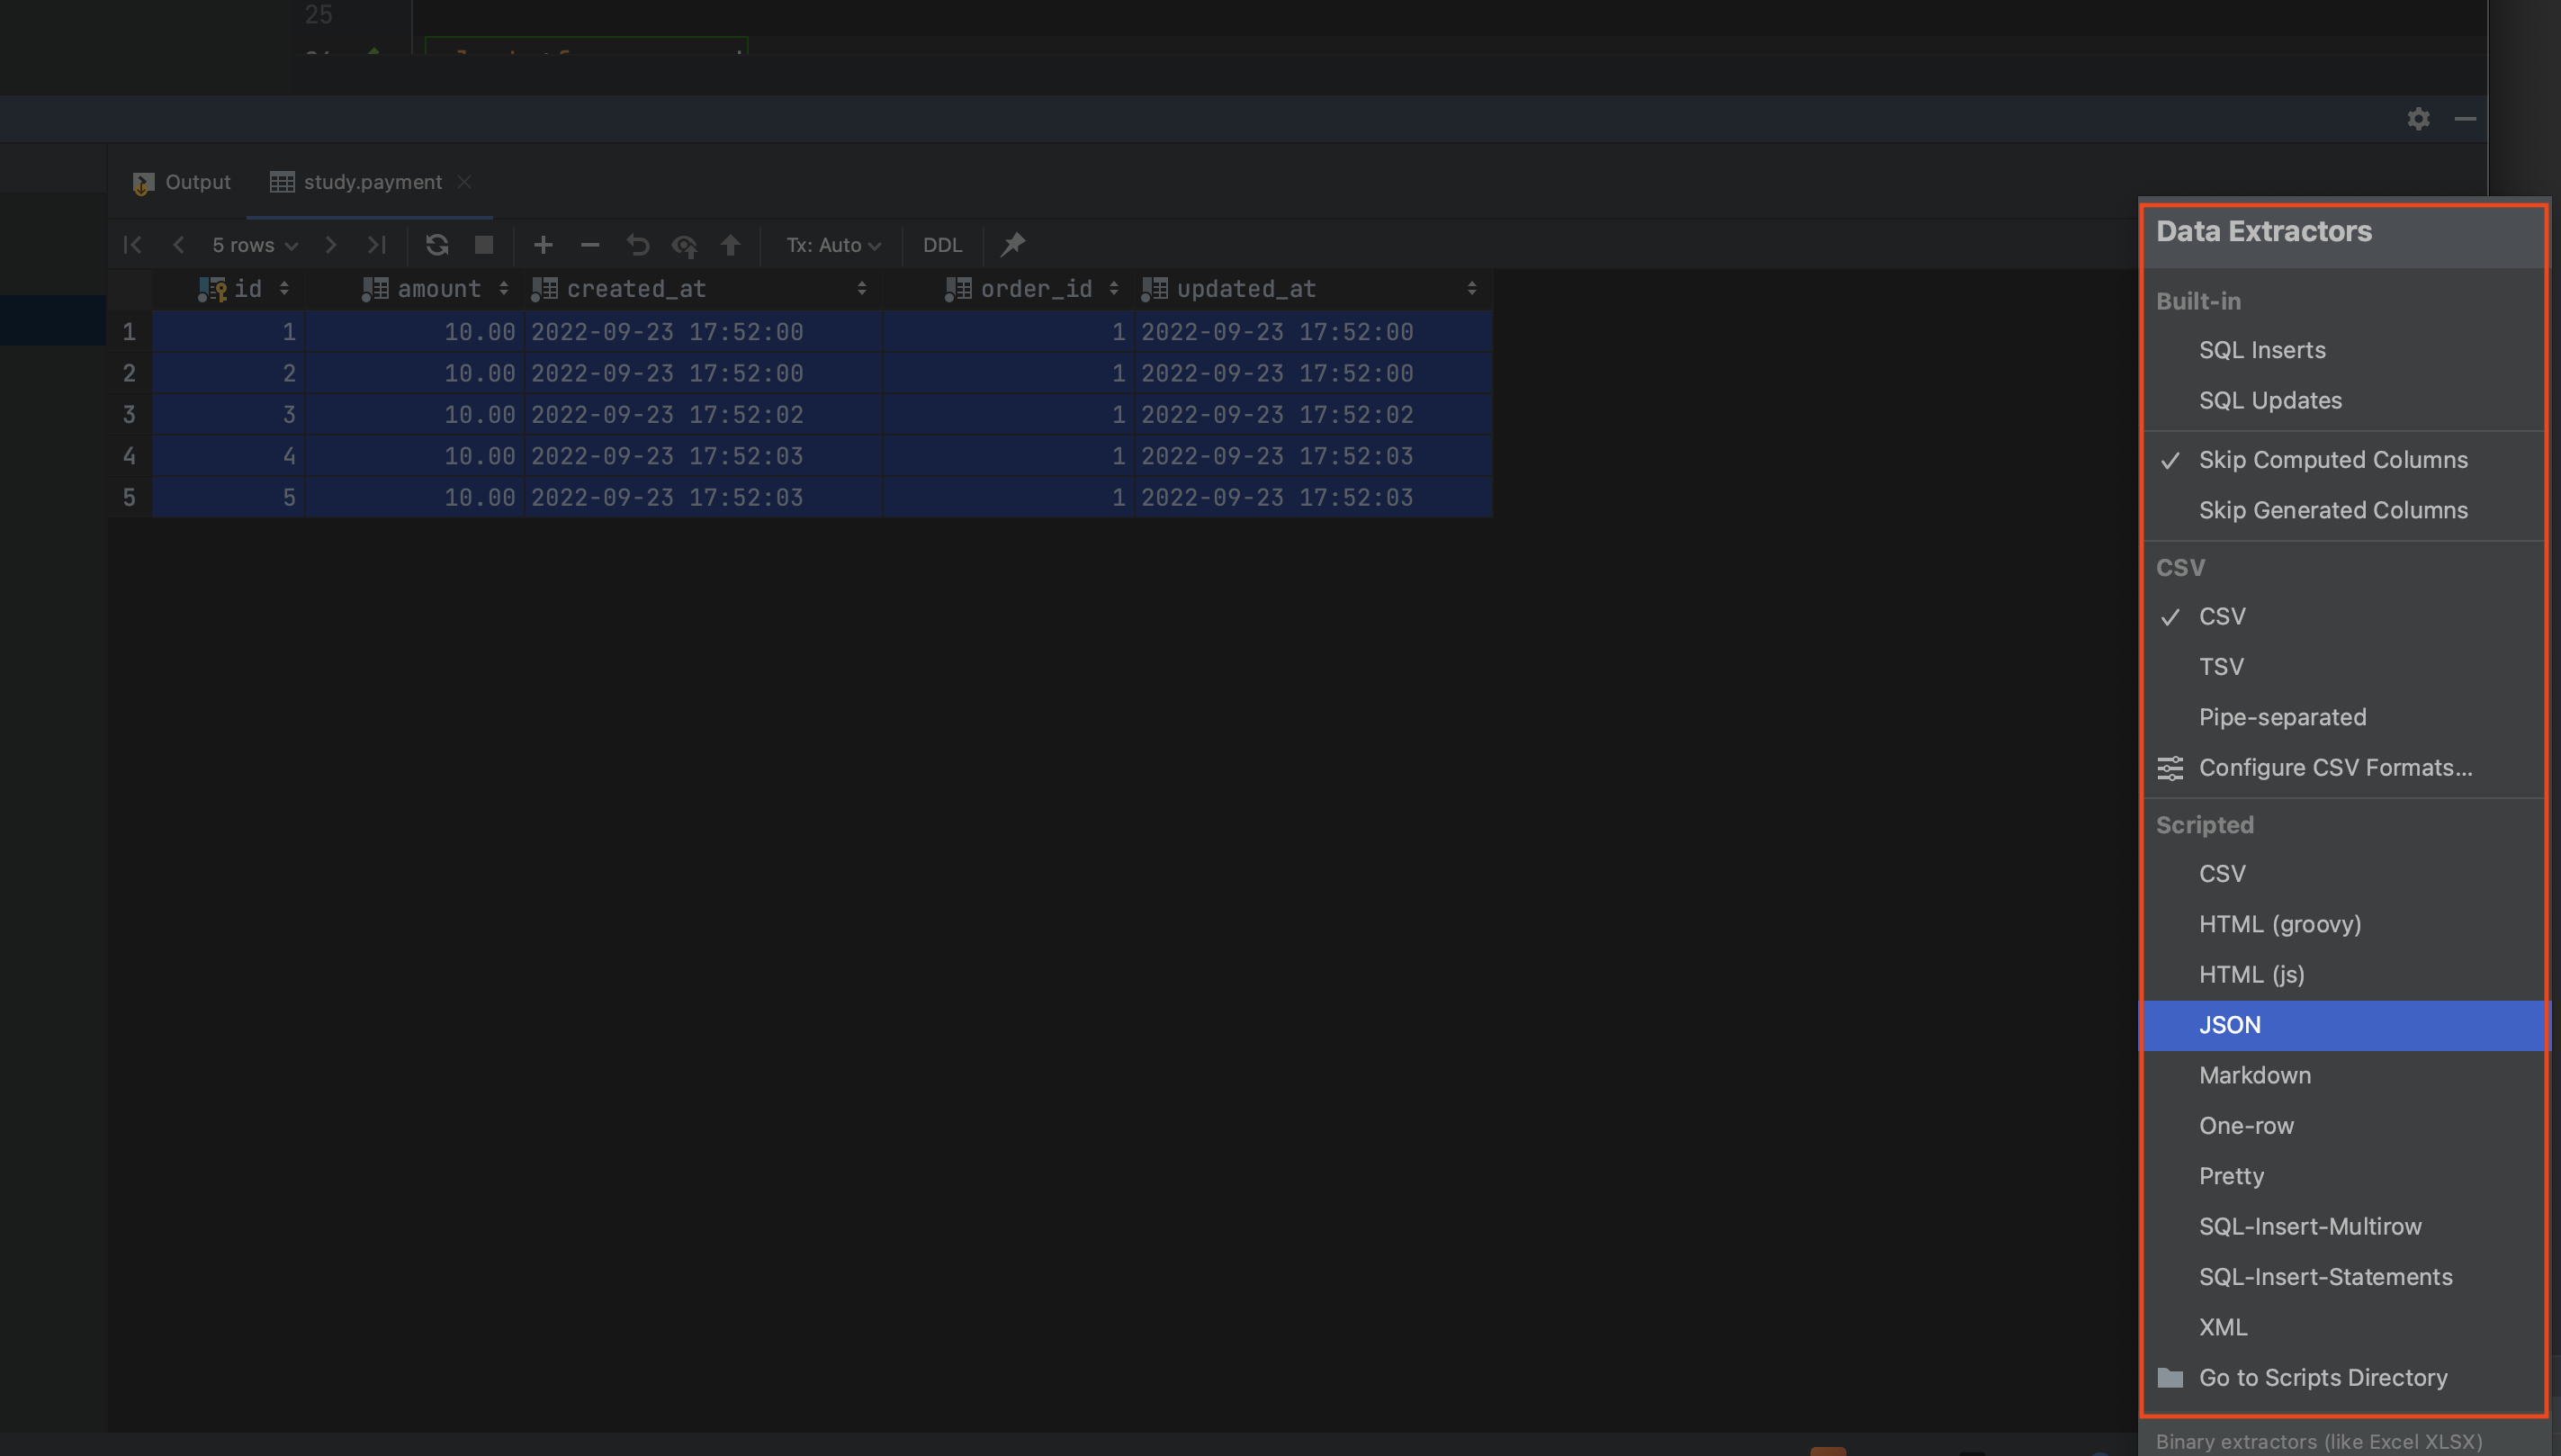 25
Output study.payment
5 rows Tx: Auto DDL
id amount created_at order_id updated_at
1 1 10.00 2022-09-23 17:52:00 1 2022-09-23 17:52:00
2 2 10.00 2022-09-23 17:52:00 1 2022-09-23 17:52:00
3 3 10.00 2022-09-23 17:52:02 1 2022-09-23 17:52:02
4 4 10.00 2022-09-23 17:52:03 1 2022-09-23 17:52:03
5 5 10.00 2022-09-23 17:52:03 1 2022-09-23 17:52:03
Data Extractors
Built-in
SQL Inserts
SQL Updates
Skip Computed Columns
Skip Generated Columns
CSV
CSV
TSV
Pipe-separated
Configure CSV Formats...
Scripted
CSV
HTML (groovy)
HTML (js)
JSON
Markdown
One-row
Pretty
SQL-Insert-Multirow
SQL-Insert-Statements
XML
Go to Scripts Directory
Binary extractors (like Excel XLSX)